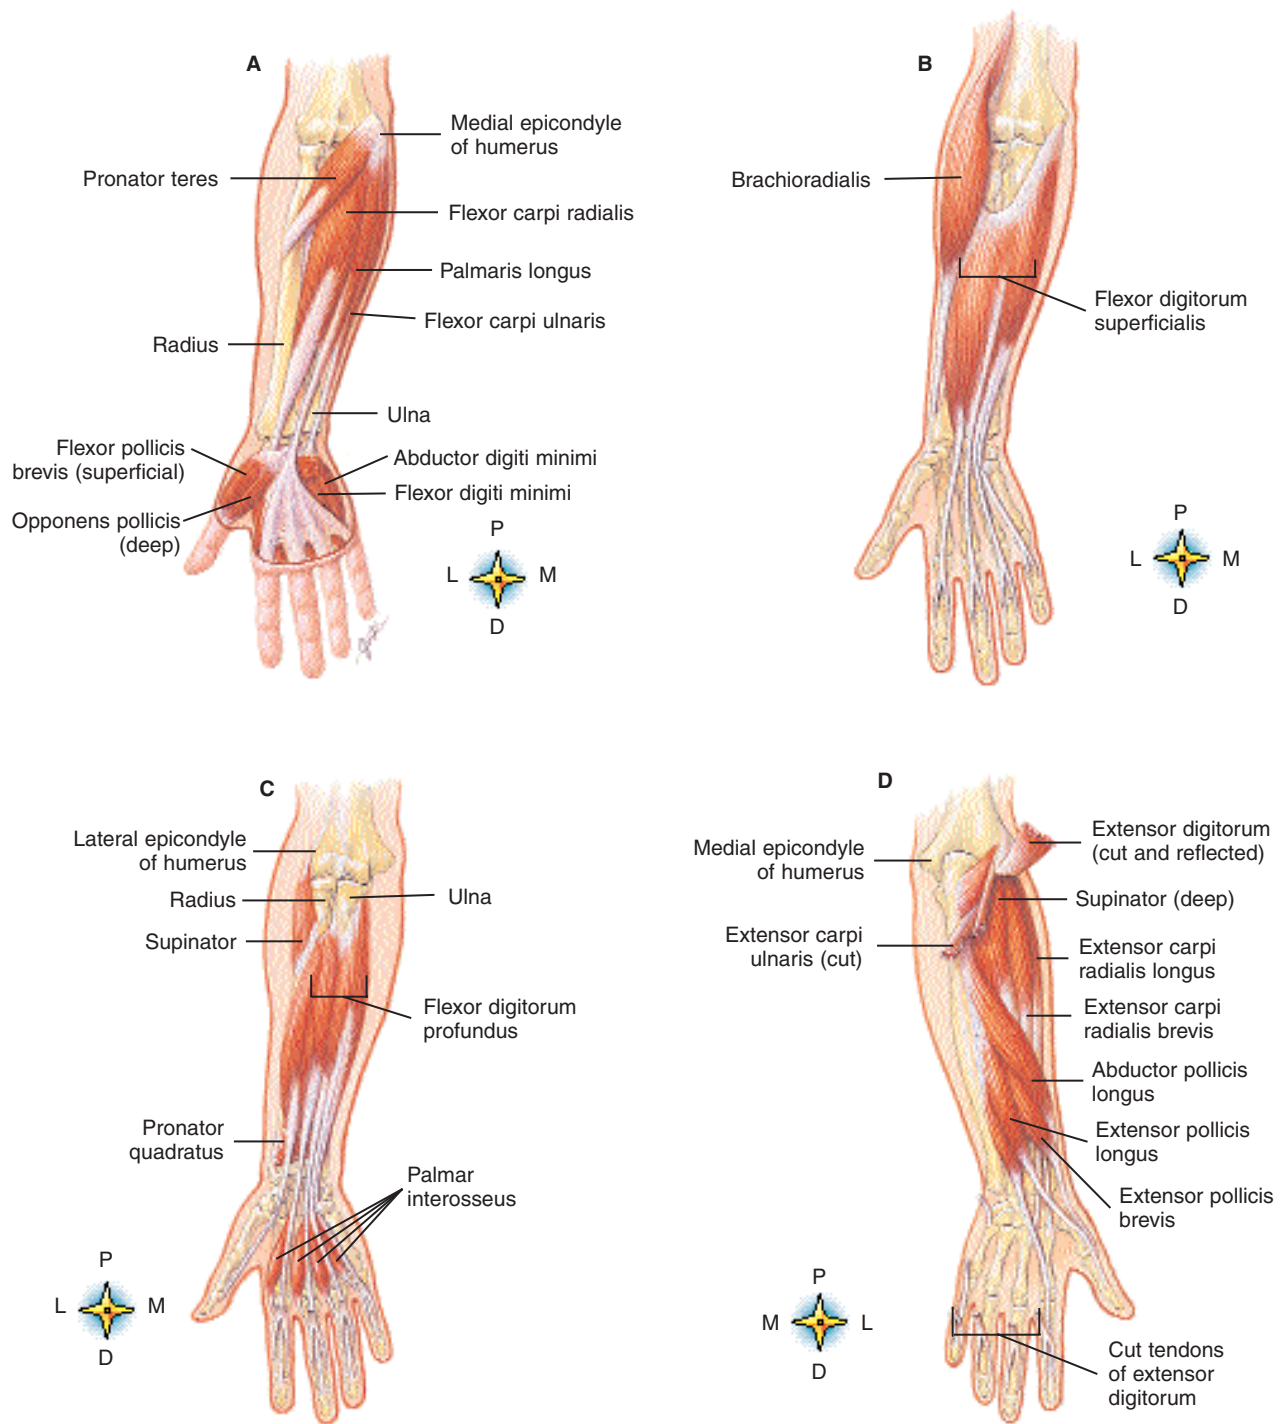 A
Medial epicondyle
of humerus
Pronator teres
Flexor carpi radialis
Palmaris longus
Flexor carpi ulnaris
Radius
Ulna
Flexor pollicis
brevis (superficial)
Abductor digiti minimi
Flexor digiti minimi
Opponens pollicis
(deep)
P
L
M
D
B
Brachioradialis
Flexor digitorum
superficialis
P
L
M
D
C
Lateral epicondyle
of humerus
Radius
Ulna
Supinator
Flexor digitorum
profundus
Pronator
quadratus
Palmar
interosseus
P
L
M
D
D
Extensor digitorum
(cut and reflected)
Medial epicondyle
of humerus
Supinator (deep)
Extensor carpi
ulnaris (cut)
Extensor carpi
radialis longus
Extensor carpi
radialis brevis
Abductor pollicis
longus
Extensor pollicis
longus
Extensor pollicis
brevis
P
M
L
D
Cut tendons
of extensor
digitorum